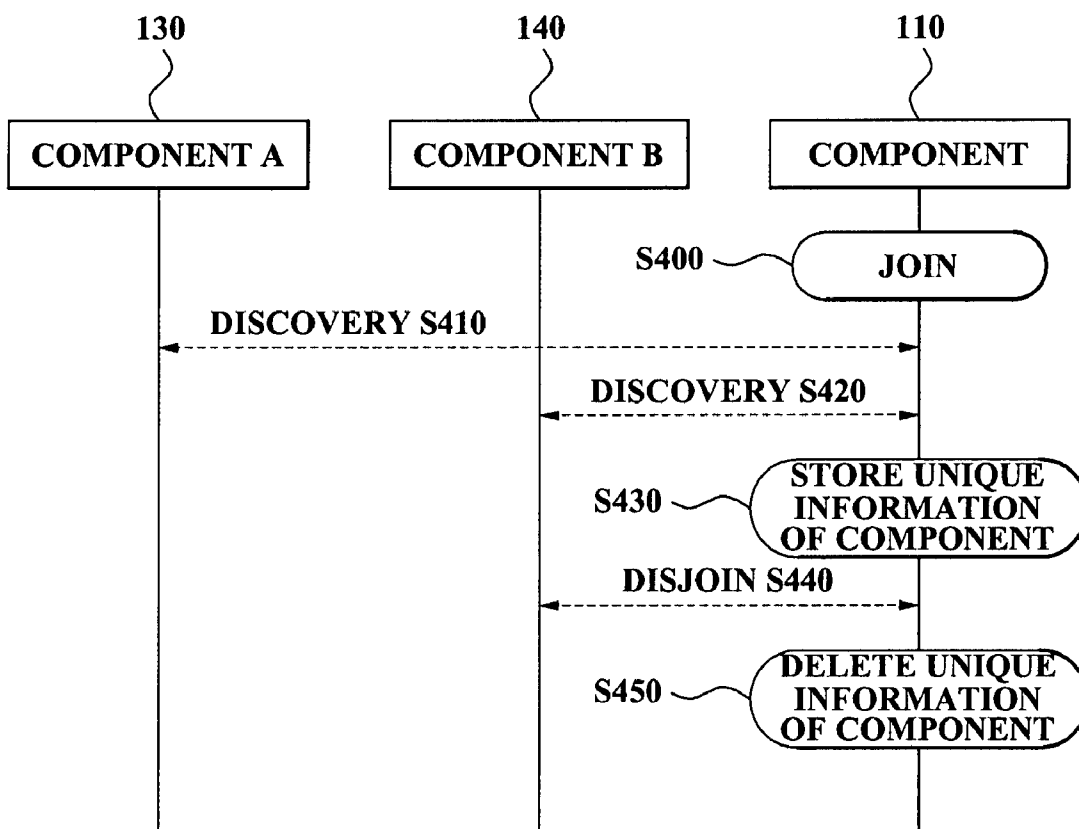 130
140
110
COMPONENT A
COMPONENT B
COMPONENT
S400
JOIN
DISCOVERY S410
DISCOVERY S420
S430
STORE UNIQUE
INFORMATION
OF COMPONENT
DISJOIN S440
S450
DELETE UNIQUE
INFORMATION
OF COMPONENT